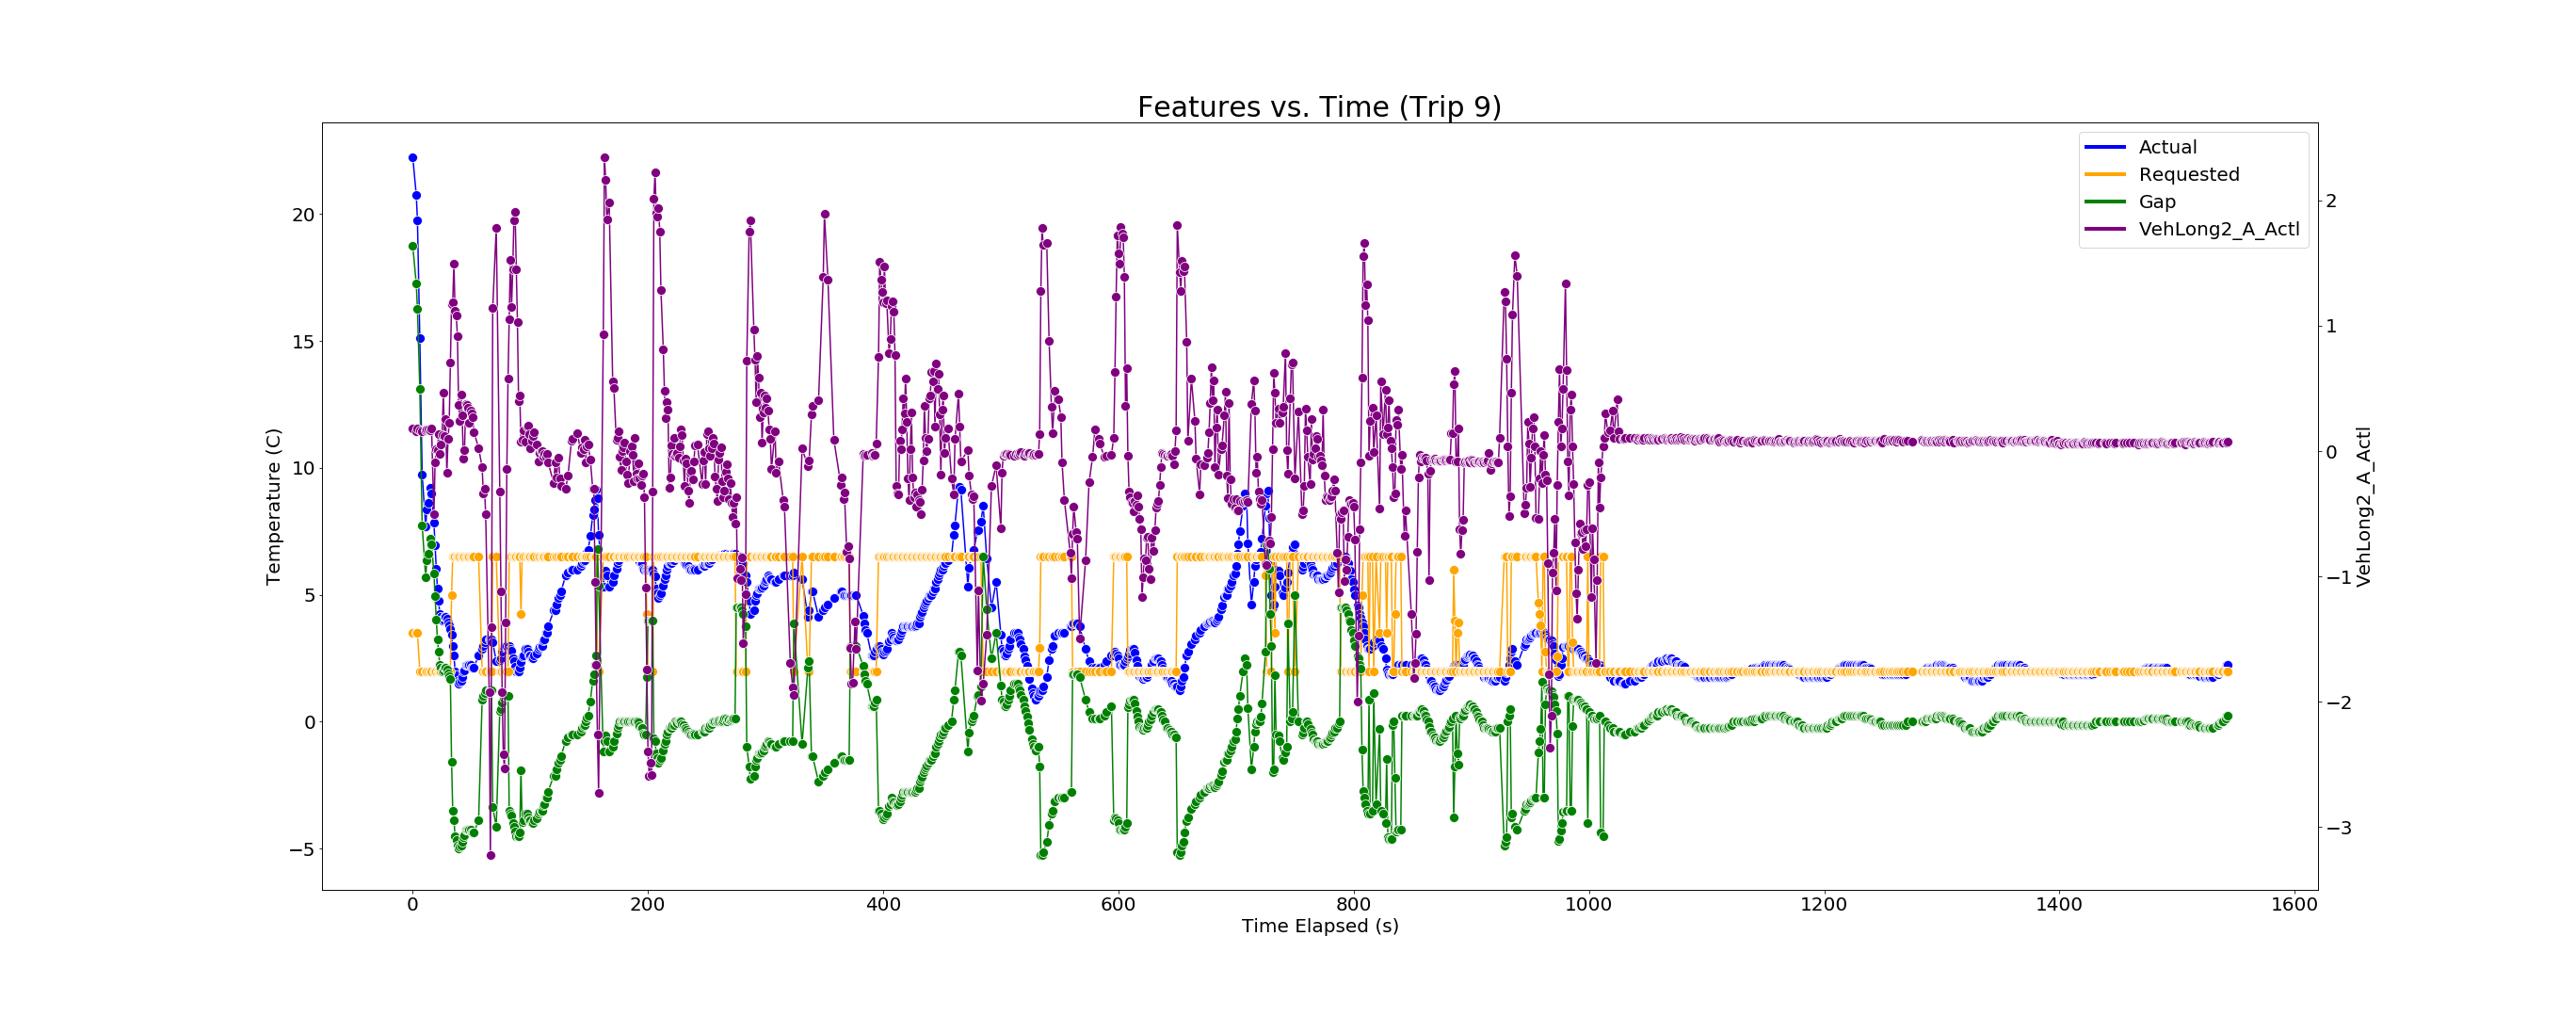 Features vs. Time (Trip 9)
Actual
Requested
Gap
VehLong2_A_Actl
Temperature (C)
20
15
10
5
0
−5
2
1
0
−1
−2
−3
VehLong2_A_Actl
0 200 400 600 800 1000 1200 1400 1600
Time Elapsed (s)